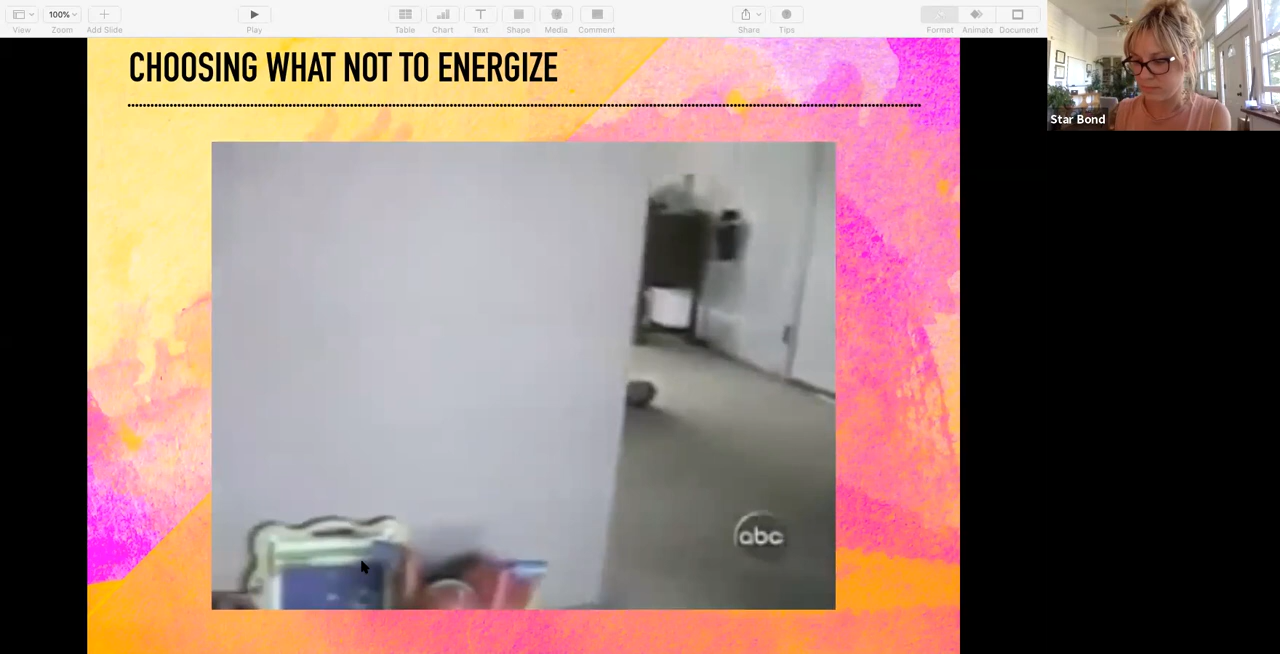 View
100%
Zoom
Add Slide
Play
Table
Chart
Text
Shape
Media
Comment
Share
Tips
Format
Animate
Document
CHOOSING WHAT NOT TO ENERGIZE
Star Bond
abc